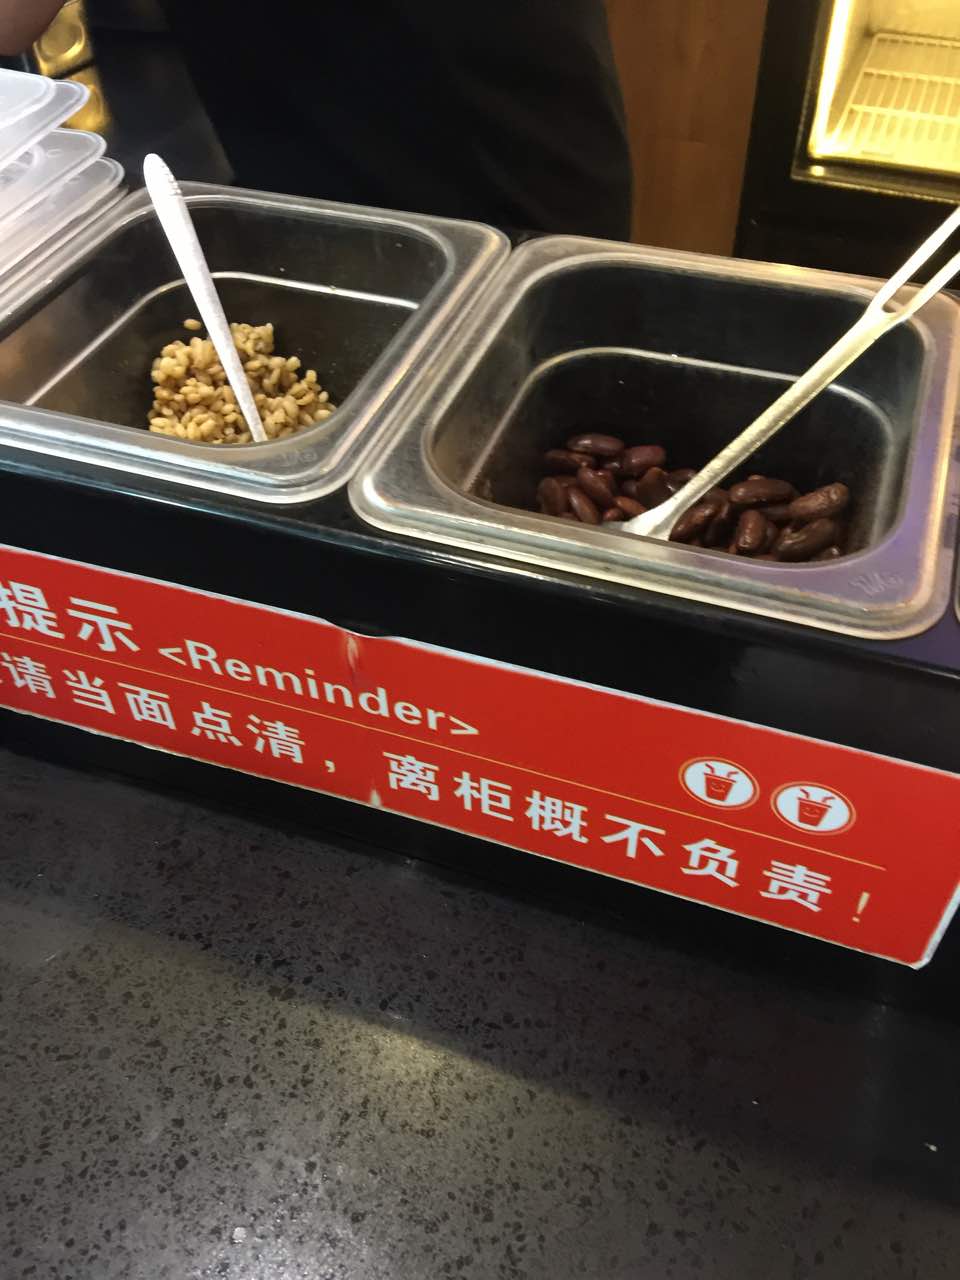 提示 <Reminder>
请当面点清，离柜概不负责！